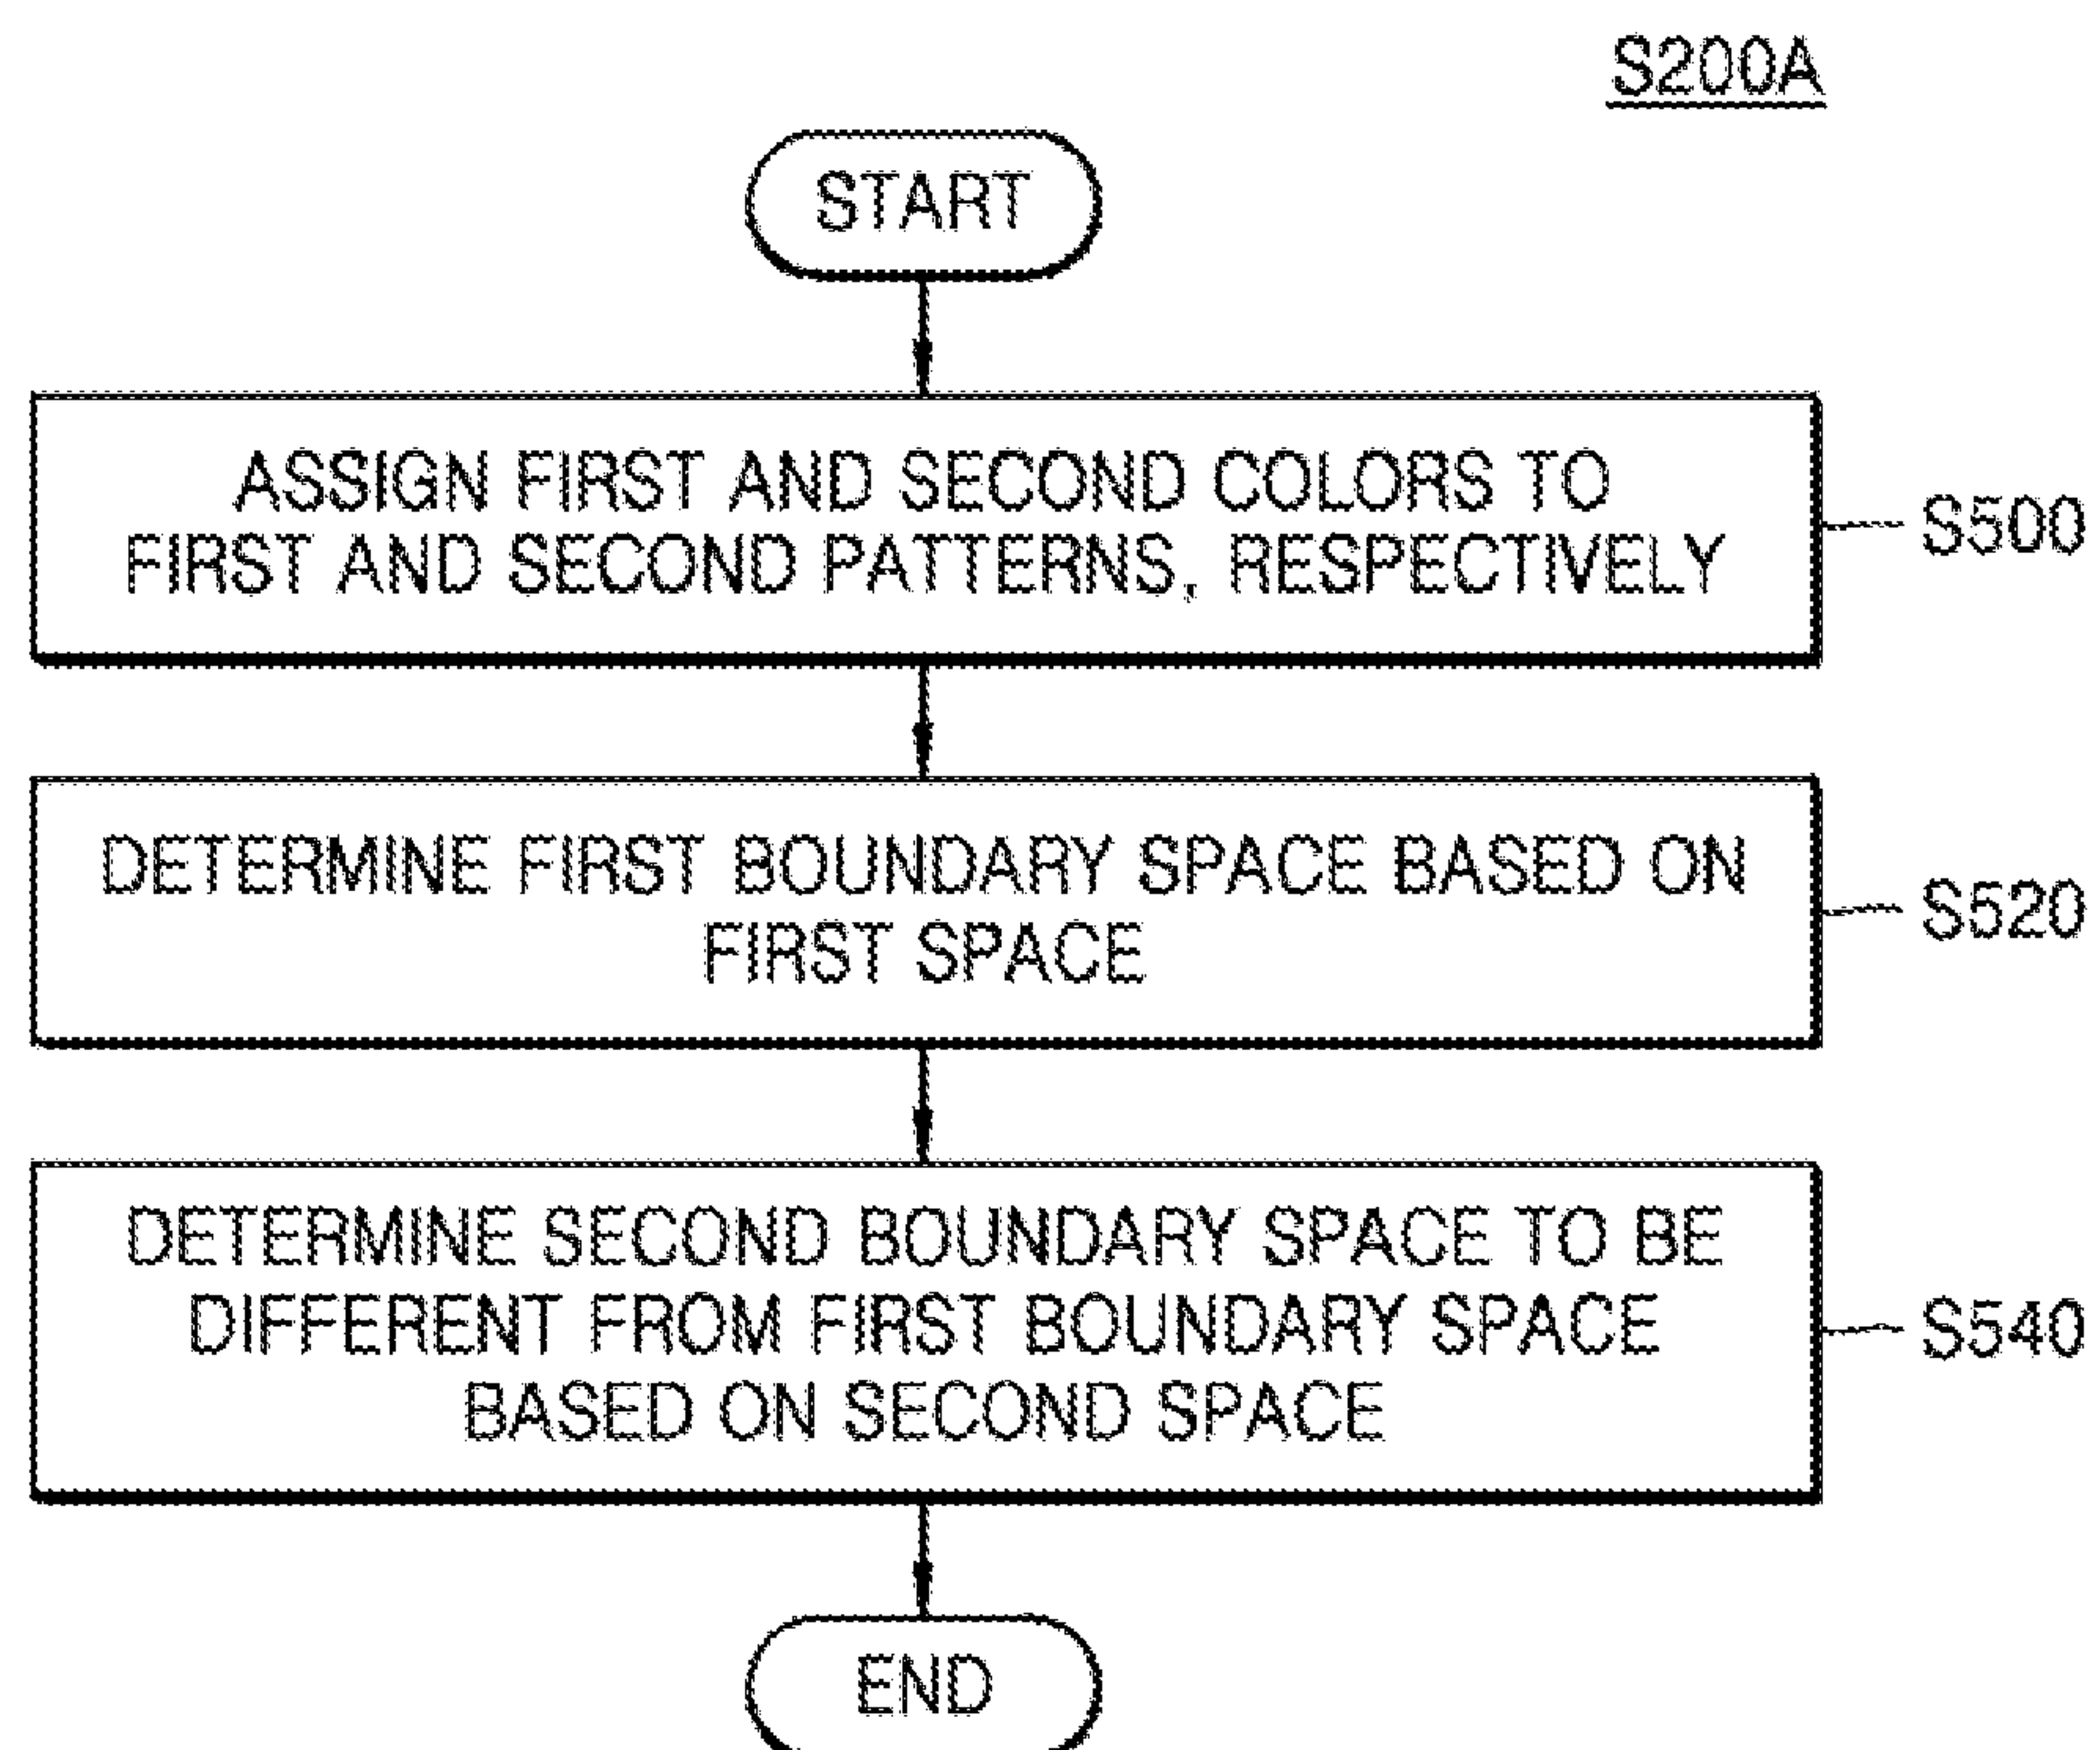 S200A
START
ASSIGN FIRST AND SECOND COLORS TO
FIRST AND SECOND PATTERNS, RESPECTIVELY
S500
DETERMINE FIRST BOUNDARY SPACE BASED ON
FIRST SPACE
S520
DETERMINE SECOND BOUNDARY SPACE TO BE
DIFFERENT FROM FIRST BOUNDARY SPACE
BASED ON SECOND SPACE
S540
END